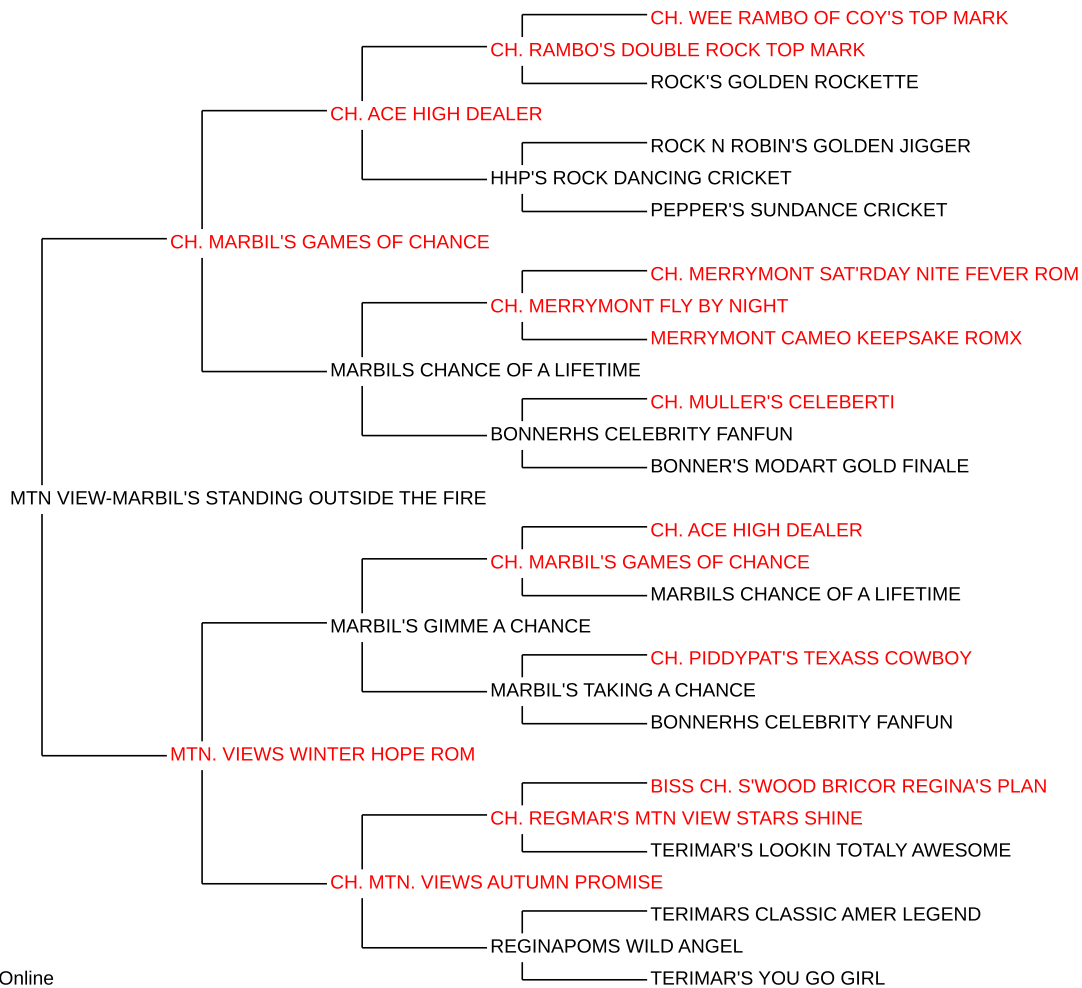 CH. WEE RAMBO OF COY'S TOP MARK
CH. RAMBO'S DOUBLE ROCK TOP MARK
ROCK'S GOLDEN ROCKETTE
CH. ACE HIGH DEALER
ROCK N ROBIN'S GOLDEN JIGGER
HHP'S ROCK DANCING CRICKET
PEPPER'S SUNDANCE CRICKET
CH. MARBIL'S GAMES OF CHANCE
CH. MERRYMONT SAT'RDAY NITE FEVER ROM
CH. MERRYMONT FLY BY NIGHT
MERRYMONT CAMEO KEEPSAKE ROMX
MARBILS CHANCE OF A LIFETIME
CH. MULLER'S CELEBERTI
BONNERHS CELEBRITY FANFUN
BONNER'S MODART GOLD FINALE
MTN VIEW-MARBIL'S STANDING OUTSIDE THE FIRE
CH. ACE HIGH DEALER
CH. MARBIL'S GAMES OF CHANCE
MARBILS CHANCE OF A LIFETIME
MARBIL'S GIMME A CHANCE
CH. PIDDYPAT'S TEXASS COWBOY
MARBIL'S TAKING A CHANCE
BONNERHS CELEBRITY FANFUN
MTN. VIEWS WINTER HOPE ROM
BISS CH. S'WOOD BRICOR REGINA'S PLAN
CH. REGMAR'S MTN VIEW STARS SHINE
TERIMAR'S LOOKIN TOTALY AWESOME
CH. MTN. VIEWS AUTUMN PROMISE
TERIMARS CLASSIC AMER LEGEND
REGINAPOMS WILD ANGEL
TERIMAR'S YOU GO GIRL
Online